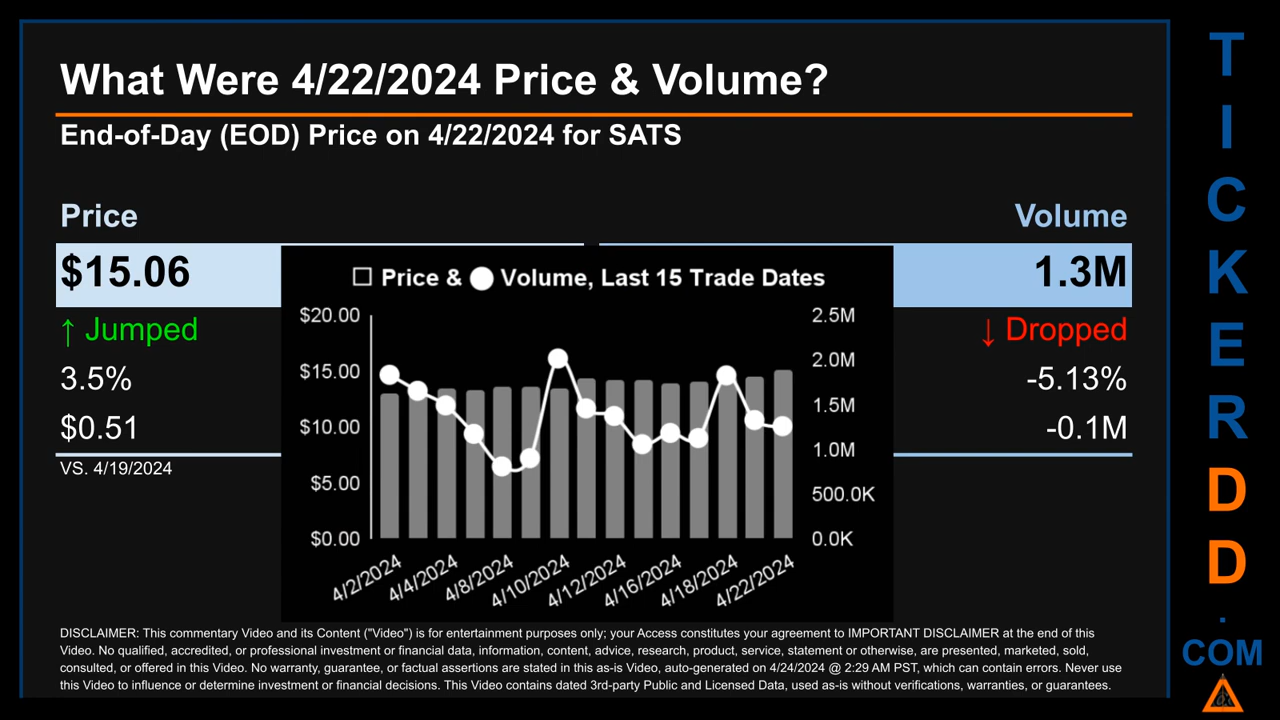 What Were 4/22/2024 Price & Volume?
End-of-Day (EOD) Price on 4/22/2024 for SATS
Price
Volume
$15.06
1.3M
↑ Jumped
↓ Dropped
3.5%
-5.13%
$0.51
-0.1M
VS. 4/19/2024
Price & Volume, Last 15 Trade Dates
$20.00
$15.00
$10.00
$5.00
$0.00
2.5M
2.0M
1.5M
1.0M
500.0K
0.0K
4/2/2024
4/4/2024
4/8/2024
4/10/2024
4/12/2024
4/16/2024
4/18/2024
4/22/2024
DISCLAIMER: This commentary Video and its Content ("Video") is for entertainment purposes only; your Access constitutes your agreement to IMPORTANT DISCLAIMER at the end of this
Video. No qualified, accredited, or professional investment or financial data, information, content, advice, research, product, service, statement or otherwise, are presented, marketed, sold,
consulted, or offered in this Video. No warranty, guarantee, or factual assertions are stated in this as-is Video, auto-generated on 4/24/2024 @ 2:29 AM PST, which can contain errors. Never use
this Video to influence or determine investment or financial decisions. This Video contains dated 3rd-party Public and Licensed Data, used as-is without verifications, warranties, or guarantees.
TICKERDD
.
COM